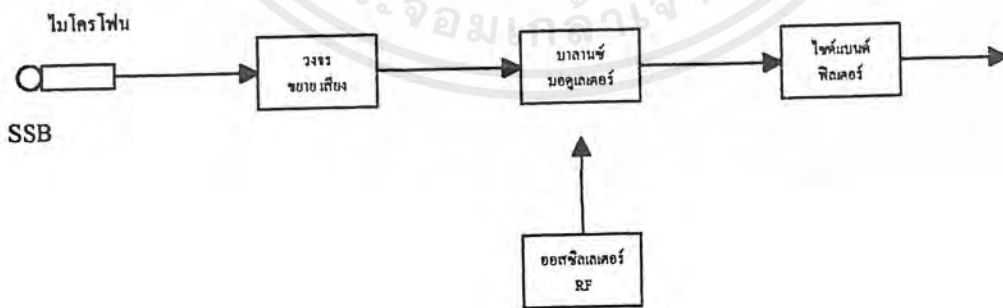 ไมโครโฟน
SSB
วงจร
ขยายเสียง
บาลานซ์
มอดูเลเตอร์
ไซด์แบนด์
ฟิลเตอร์
ออสซิลเลเตอร์
RF